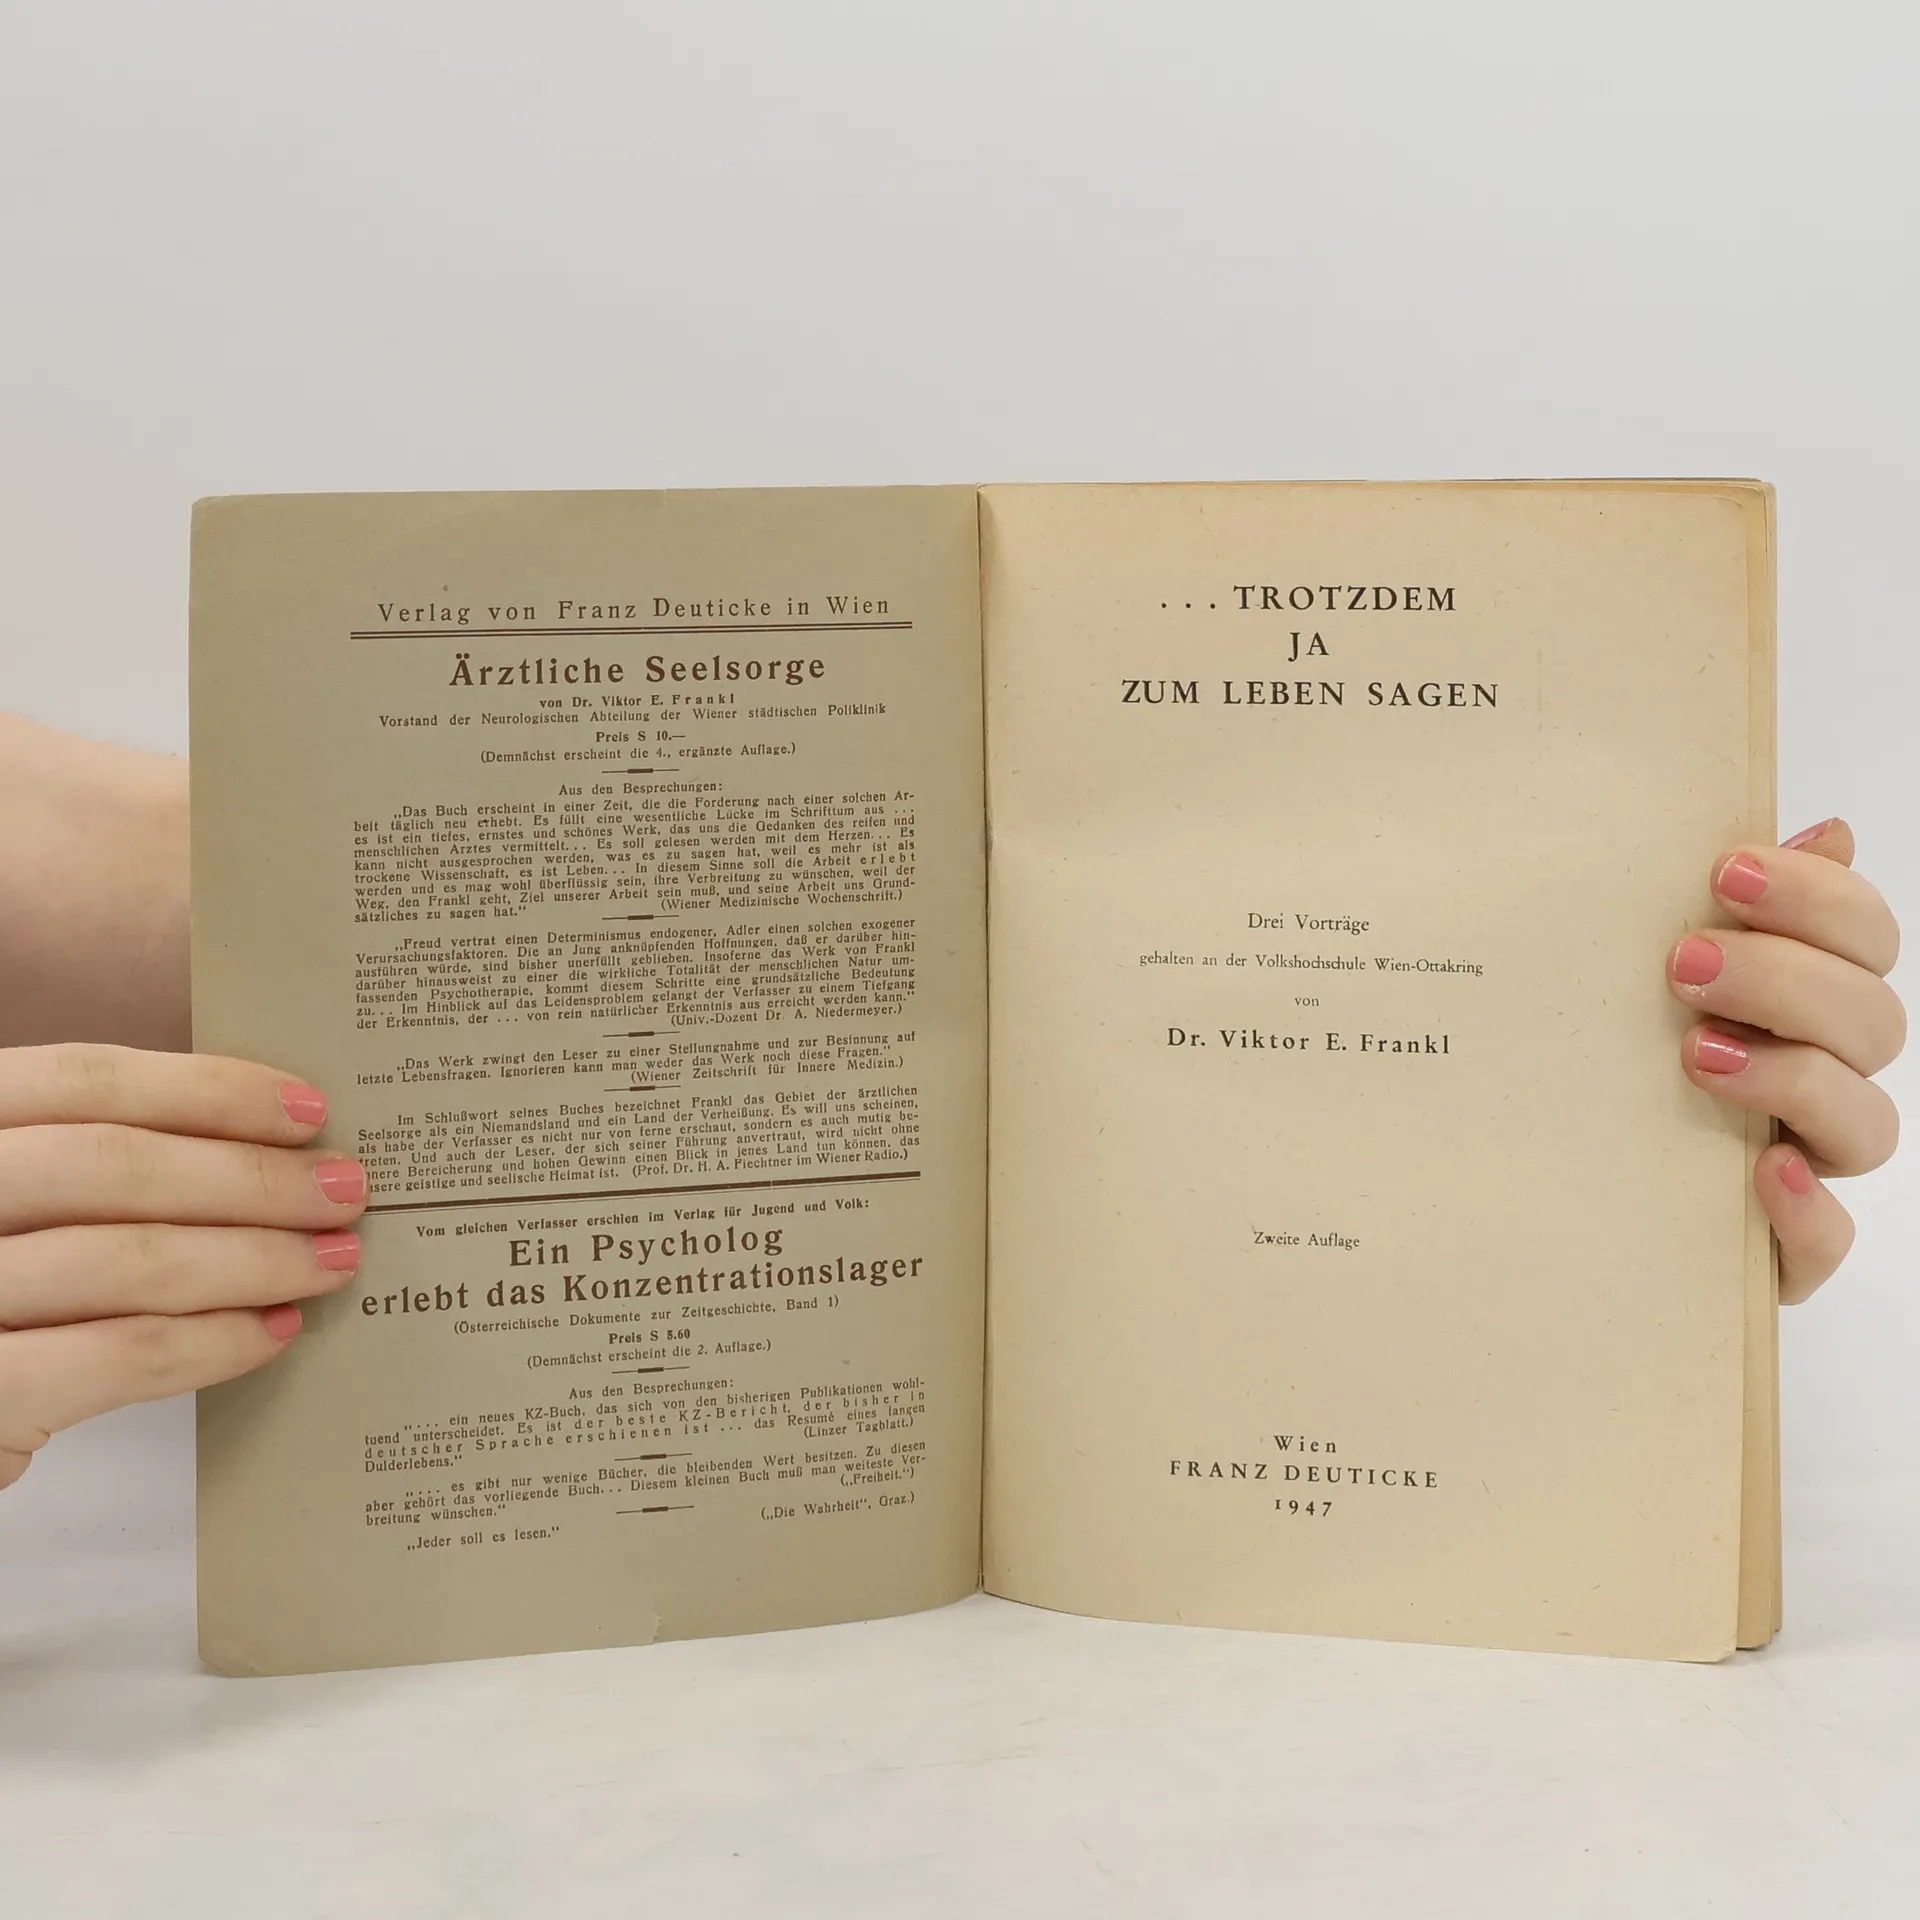 Verlag von Franz Deuticke in Wien
Ärztliche Seelsorge
von Dr. Viktor E. Frankl
Vorstand der Neurologischen Abteilung der Wiener städtischen Poliklinik
Preis S 10.—
(Demnächst erscheint die 4., ergänzte Auflage.)
Aus den Besprechungen:
„Das Buch erscheint in einer Zeit, die die Forderung nach einer solchen Ar-
beit täglich neu erhebt. Es füllt eine wesentliche Lücke im Schrifttum aus ...
es ist ein tiefes, ernstes und schönes Werk, das uns die Gedanken des reifen und
menschlichen Arztes vermittelt... Es soll gelesen werden mit dem Herzen... Es
kann nicht ausgesprochen werden, was es zu sagen hat, weil es mehr ist als
trockene Wissenschaft, es ist Leben... In diesem Sinne soll die Arbeit erlebt
werden und es mag wohl überflüssig sein, ihre Verbreitung zu wünschen, weil der
Weg, den Frankl geht, Ziel unserer Arbeit sein muß, und seine Arbeit uns Grund-
sätzliches zu sagen hat.“ (Wiener Medizinische Wochenschrift.)
„Freud vertrat einen Determinismus endogener, Adler einen solchen exogener
Verursachungsfaktoren. Die an Jung anknüpfenden Hoffnungen, daß er darüber hin-
ausführen würde, sind bisher unerfüllt geblieben. Insoferne das Werk von Frankl
darüber hinausweist zu einer die wirkliche Totalität der menschlichen Natur um-
fassenden Psychotherapie, kommt diesem Schritte eine grundsätzliche Bedeutung
zu... Im Hinblick auf das Leidensproblem gelangt der Verfasser zu einem Tiefgang
der Erkenntnis, der ... von rein natürlicher Erkenntnis aus erreicht werden kann.“
(Univ.-Dozent Dr. A. Niedermeyer.)
„Das Werk zwingt den Leser zu einer Stellungnahme und zur Besinnung auf
letzte Lebensfragen. Ignorieren kann man weder das Werk noch diese Fragen.“
(Wiener Zeitschrift für Innere Medizin.)
Im Schlußwort seines Buches bezeichnet Frankl das Gebiet der ärztlichen
Seelsorge als ein Niemandsland und ein Land der Verheißung. Es will uns scheinen,
als habe der Verfasser es nicht nur von ferne erschaut, sondern es auch mutig be-
treten. Und auch der Leser, der sich seiner Führung anvertraut, wird nicht ohne
nnere Bereicherung und hohen Gewinn einen Blick in jenes Land tun können, das
nsere geistige und seelische Heimat ist. (Prof. Dr. H. A. Fiechtner im Wiener Radio.)
Vom gleichen Verfasser erschien im Verlag für Jugend und Volk:
Ein Psycholog
erlebt das Konzentrationslager
(Österreichische Dokumente zur Zeitgeschichte, Band 1)
Preis S 5.60
(Demnächst erscheint die 2. Auflage.)
Aus den Besprechungen:
„... ein neues KZ-Buch, das sich von den bisherigen Publikationen wohl-
tuend unterscheidet. Es ist der beste KZ-Bericht, der bisher in
deutscher Sprache erschienen ist ... das Resumé eines langen
Dulderlebens.“ (Linzer Tagblatt.)
„... es gibt nur wenige Bücher, die bleibenden Wert besitzen. Zu diesen
aber gehört das vorliegende Buch... Diesem kleinen Buch muß man weiteste Ver-
breitung wünschen.“ („Freiheit.“)
„Jeder soll es lesen.“ („Die Wahrheit“, Graz.)
... TROTZDEM
JA
ZUM LEBEN SAGEN
Drei Vorträge
gehalten an der Volkshochschule Wien-Ottakring
von
Dr. Viktor E. Frankl
Zweite Auflage
Wien
FRANZ DEUTICKE
1947